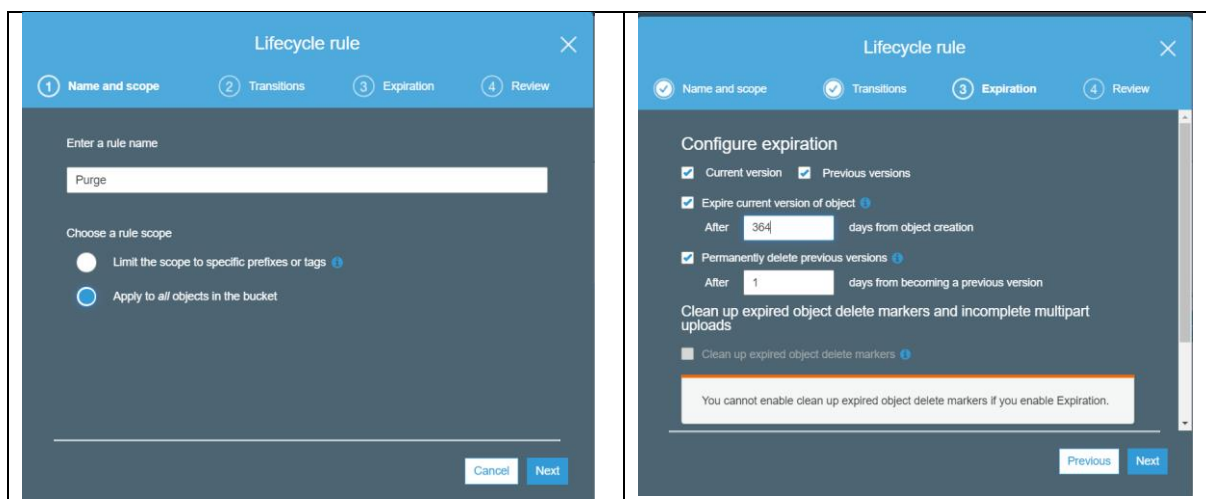 Lifecycle rule
1 Name and scope 2 Transitions 3 Expiration 4 Review
Enter a rule name
Purge
Choose a rule scope
Limit the scope to specific prefixes or tags
Apply to all objects in the bucket
Cancel Next
Lifecycle rule
Name and scope Transitions 3 Expiration 4 Review
Configure expiration
Current version Previous versions
Expire current version of object
After 364 days from object creation
Permanently delete previous versions
After 1 days from becoming a previous version
Clean up expired object delete markers and incomplete multipart
uploads
Clean up expired object delete markers
You cannot enable clean up expired object delete markers if you enable Expiration.
Previous Next